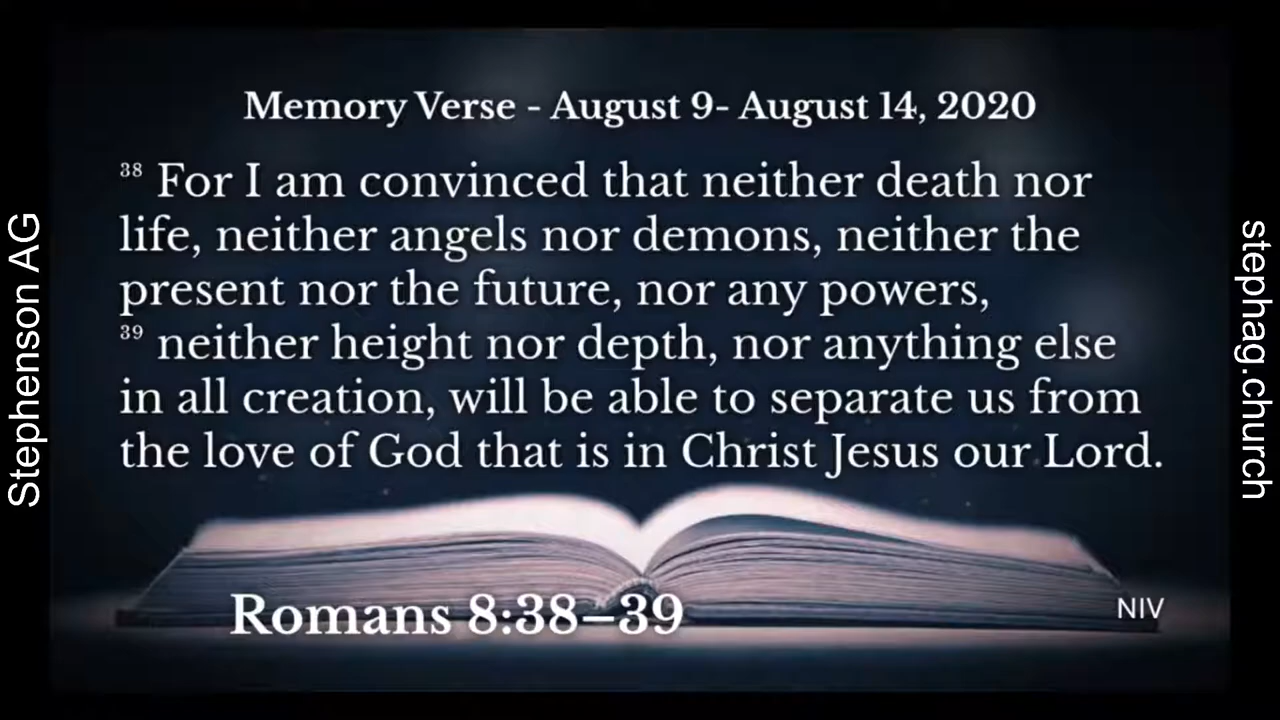 Memory Verse - August 9- August 14, 2020
38 For I am convinced that neither death nor
life, neither angels nor demons, neither the
present nor the future, nor any powers,
39 neither height nor depth, nor anything else
in all creation, will be able to separate us from
the love of God that is in Christ Jesus our Lord.
Romans 8:38–39
NIV
Stephenson AG
stephag.church